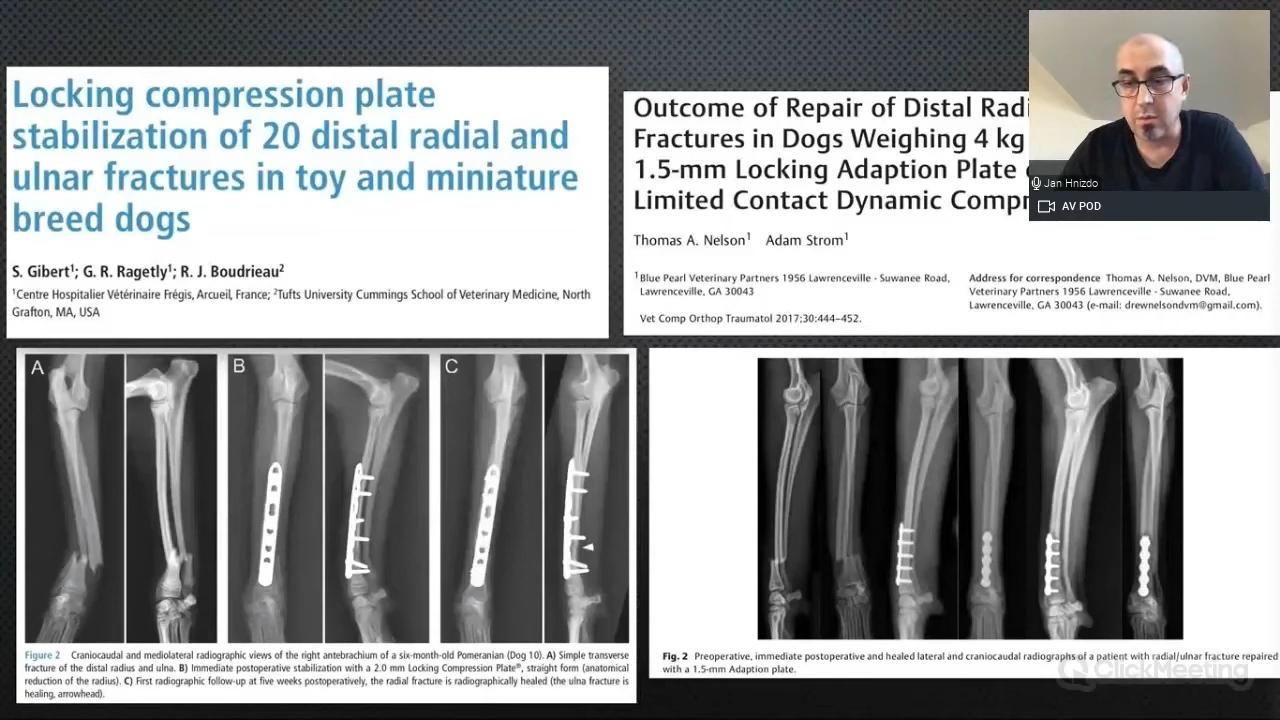 Locking compression plate
stabilization of 20 distal radial and
ulnar fractures in toy and miniature
breed dogs
S. Gibert¹; G. R. Ragetly¹; R. J. Boudrieau²
¹Centre Hospitalier Vétérinaire Frégis, Arcueil, France; ²Tufts University Cummings School of Veterinary Medicine, North
Grafton, MA, USA
Outcome of Repair of Distal Radi
Fractures in Dogs Weighing 4 kg
1.5-mm Locking Adaption Plate
Limited Contact Dynamic Compr
Thomas A. Nelson¹ Adam Strom¹
¹Blue Pearl Veterinary Partners 1956 Lawrenceville - Suwanee Road,
Lawrenceville, GA 30043
Address for correspondence Thomas A. Nelson, DVM, Blue Pearl
Veterinary Partners 1956 Lawrenceville - Suwanee Road,
Lawrenceville, GA 30043 (e-mail: drewnelsondvm@gmail.com).
Vet Comp Orthop Traumatol 2017;30:444–452.
Jan Hnizdo
AV POD
A
B
C
Figure 2 Craniocaudal and mediolateral radiographic views of the right antebrachium of a six-month-old Pomeranian (Dog 10). A) Simple transverse
fracture of the distal radius and ulna. B) Immediate postoperative stabilization with a 2.0 mm Locking Compression Plate®, straight form (anatomical
reduction of the radius). C) First radiographic follow-up at five weeks postoperatively, the radial fracture is radiographically healed (the ulna fracture is
healing, arrowhead).
Fig. 2 Preoperative, immediate postoperative and healed lateral and craniocaudal radiographs of a patient with radial/ulnar fracture repaired
with a 1.5-mm Adaption plate.
ClickMeeting